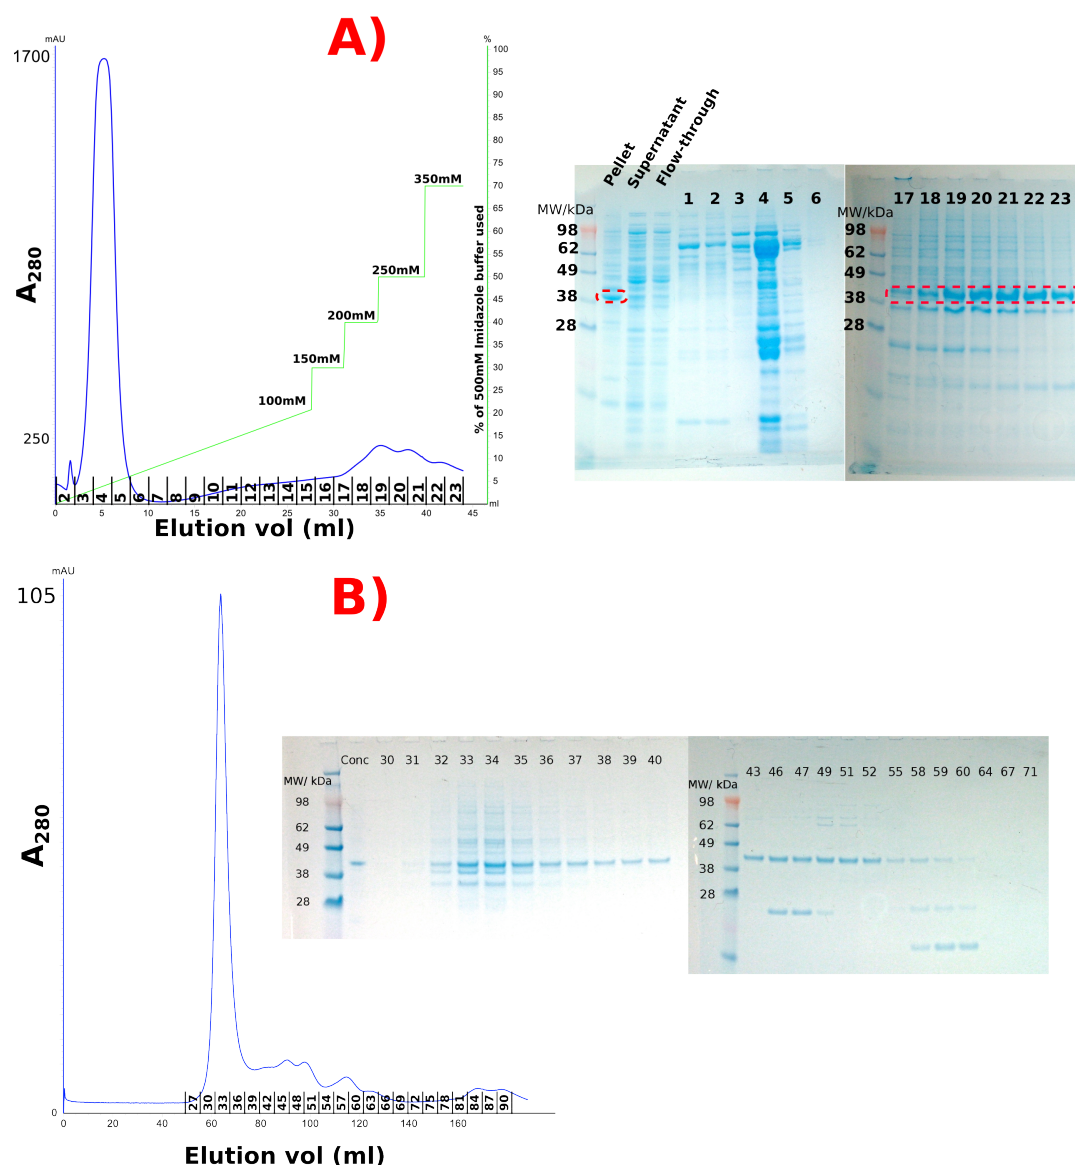 A)
mAU
%
1700
250
A280
100
95
90
85
80
75
70
65
60
55
50
45
40
35
30
25
20
15
10
5
ml
% of 500mM Imidazole buffer used
350mM
250mM
200mM
150mM
100mM
2 3 4 5 6 7 8 9 10 11 12 13 14 15 16 17 18 19 20 21 22 23
0 5 10 15 20 25 30 35 40 45
Elution vol (ml)
Pellet
Supernatant
Flow-through
MW/kDa
1 2 3 4 5 6
98
62
49
38
28
MW/kDa
17 18 19 20 21 22 23
98
62
49
38
28
B)
mAU
105
A280
0
27 30 33 36 39 42 45 48 51 54 57 60 63 66 69 72 75 78 81 84 87 90
0 20 40 60 80 100 120 140 160
Elution vol (ml)
Conc 30 31 32 33 34 35 36 37 38 39 40
MW/ kDa
98
62
49
38
28
43 46 47 49 51 52 55 58 59 60 64 67 71
MW/ kDa
98
62
49
38
28